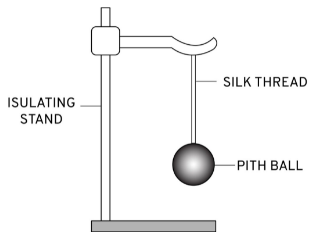 SILK THREAD
ISULATING
STAND
PITH BALL